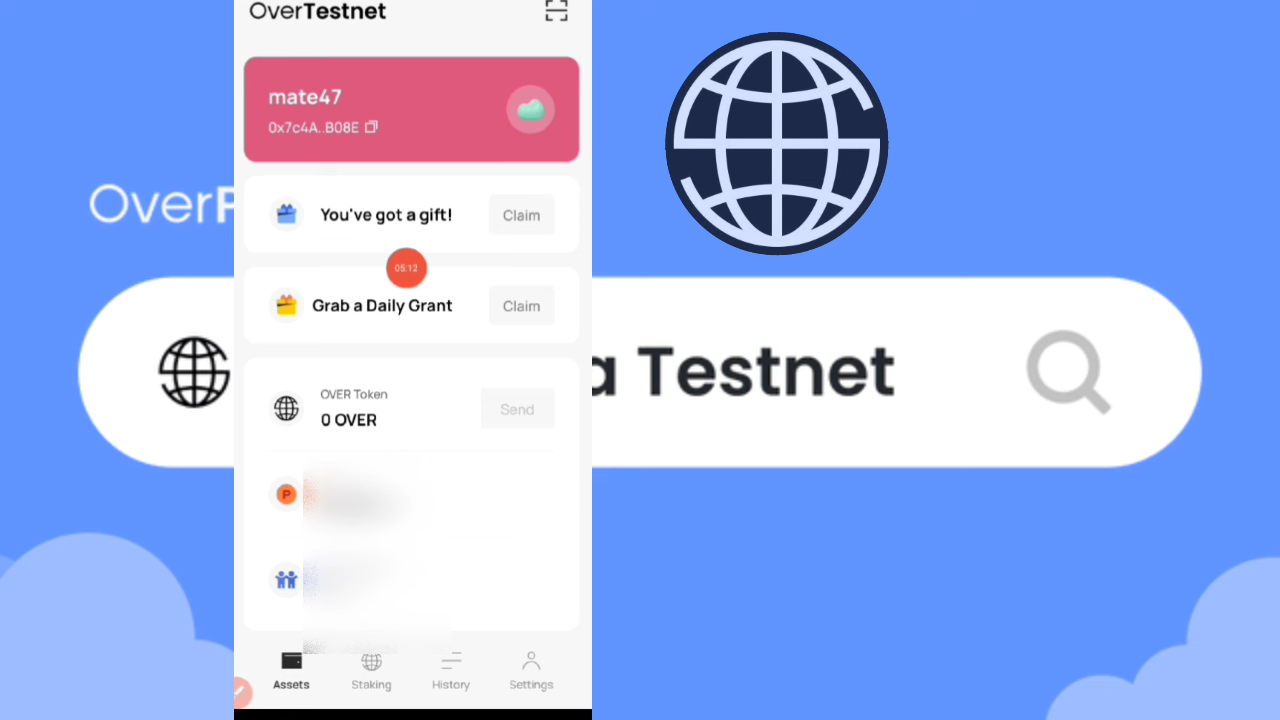 OverTestnet
mate47
0x7c4A..B08E
You've got a gift!
Claim
05:12
Grab a Daily Grant
Claim
OVER Token
0 OVER
Send
P
Assets
Staking
History
Settings
OverP
a Testnet